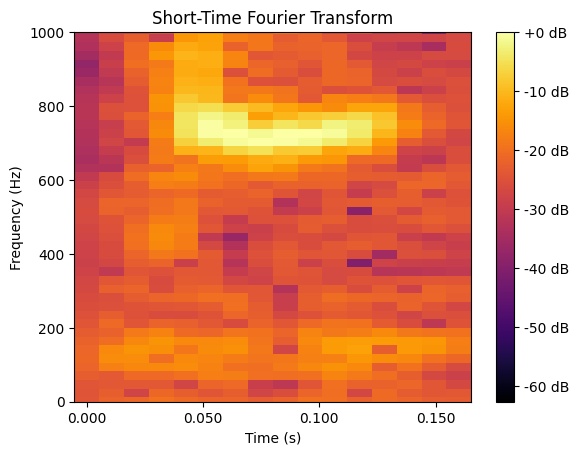 Short-Time Fourier Transform
1000
800
600
400
200
0
Frequency (Hz)
0.000
0.050
0.100
0.150
Time (s)
+0 dB
-10 dB
-20 dB
-30 dB
-40 dB
-50 dB
-60 dB